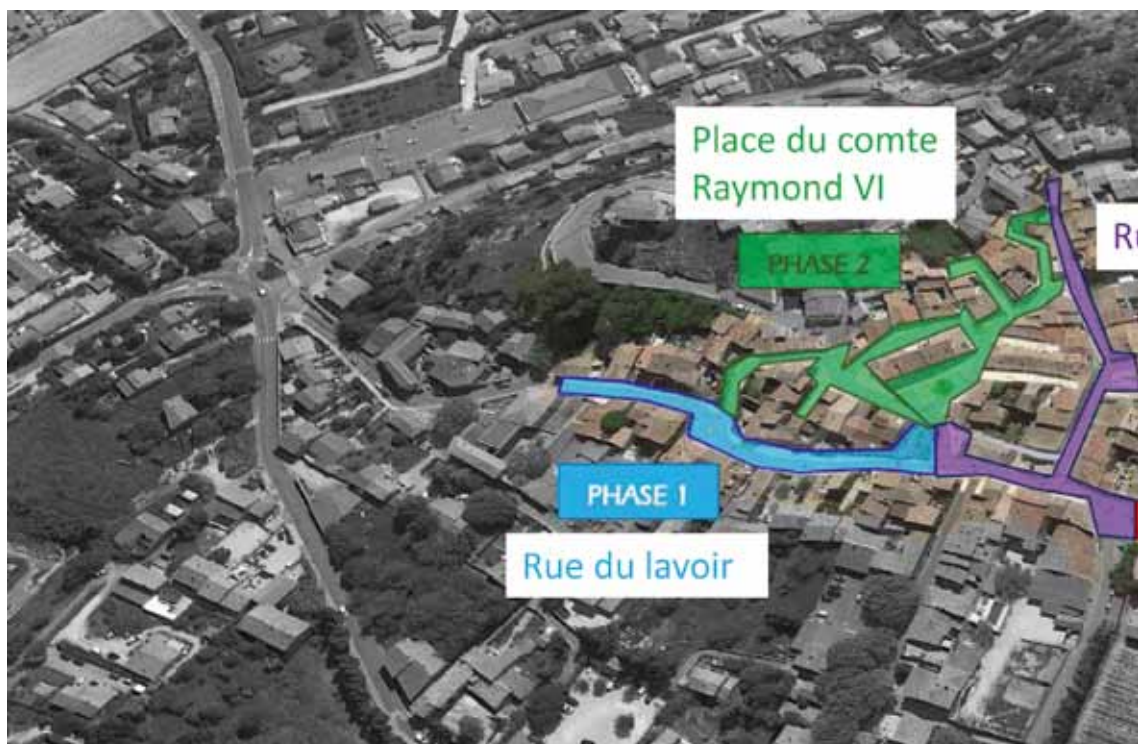 Place du comte
Raymond VI
PHASE 2
PHASE 1
Rue du lavoir